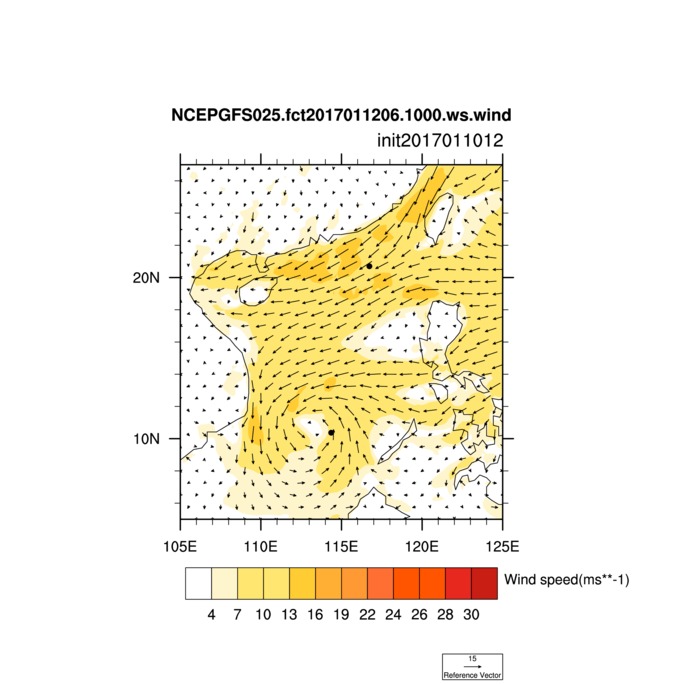 NCEPGFS025.fct2017011206.1000.ws.wind
init2017011012
20N
10N
105E 110E 115E 120E 125E
Wind speed(ms**-1)
4 7 10 13 16 19 22 24 26 28 30
15
Reference Vector